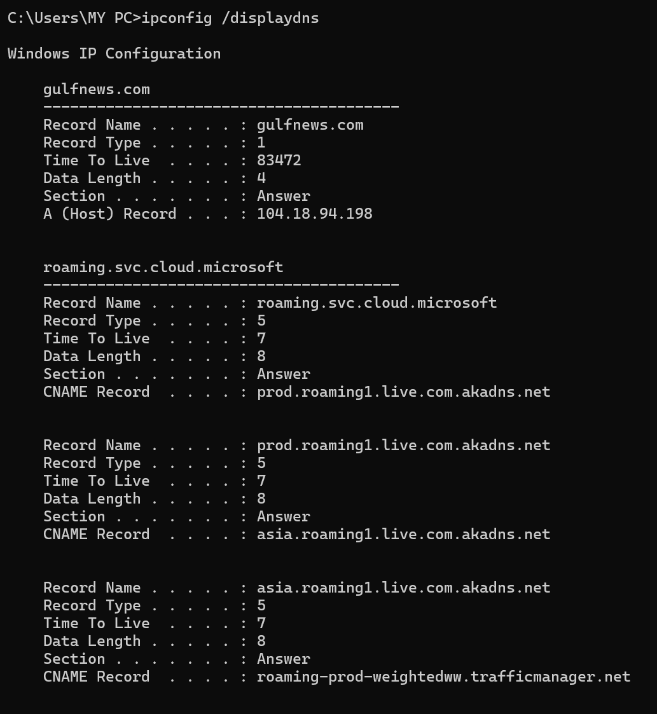 C:\Users\MY PC>ipconfig /displaydns
Windows IP Configuration
gulfnews.com
----------------------------------------
Record Name . . . . . : gulfnews.com
Record Type . . . . . : 1
Time To Live  . . . . : 83472
Data Length . . . . . : 4
Section . . . . . . . : Answer
A (Host) Record . . . : 104.18.94.198
roaming.svc.cloud.microsoft
----------------------------------------
Record Name . . . . . : roaming.svc.cloud.microsoft
Record Type . . . . . : 5
Time To Live  . . . . : 7
Data Length . . . . . : 8
Section . . . . . . . : Answer
CNAME Record  . . . . : prod.roaming1.live.com.akadns.net
Record Name . . . . . : prod.roaming1.live.com.akadns.net
Record Type . . . . . : 5
Time To Live  . . . . : 7
Data Length . . . . . : 8
Section . . . . . . . : Answer
CNAME Record  . . . . : asia.roaming1.live.com.akadns.net
Record Name . . . . . : asia.roaming1.live.com.akadns.net
Record Type . . . . . : 5
Time To Live  . . . . : 7
Data Length . . . . . : 8
Section . . . . . . . : Answer
CNAME Record  . . . . : roaming-prod-weightedww.trafficmanager.net